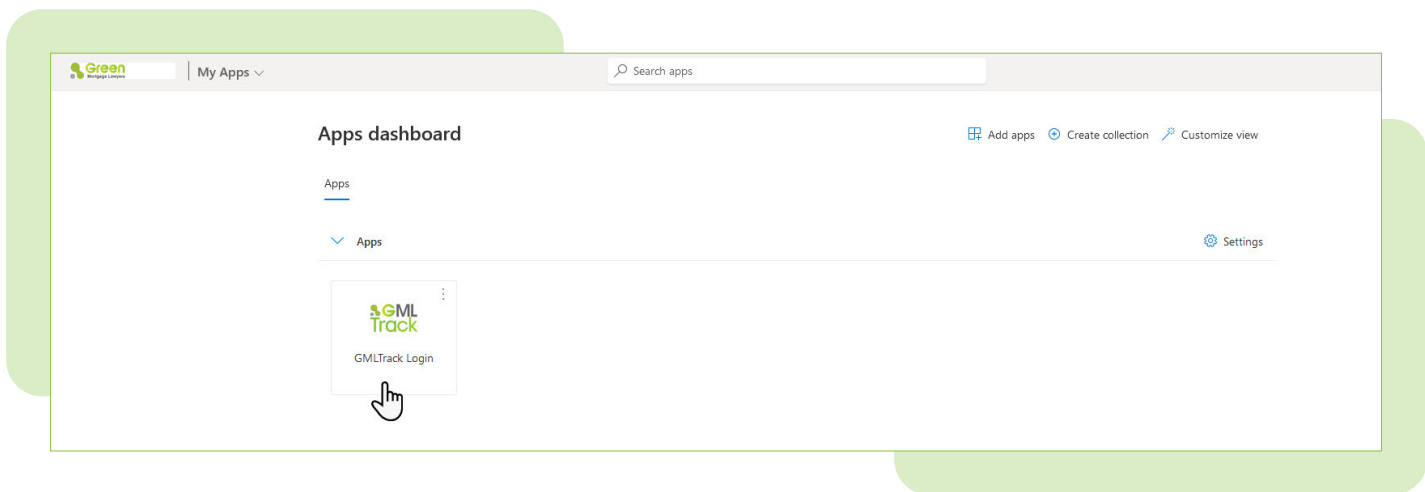 Green
Mortgage Lawyers
My Apps
Search apps
Apps dashboard
Add apps
Create collection
Customize view
Apps
Apps
Settings
GML
Track
GMLTrack Login